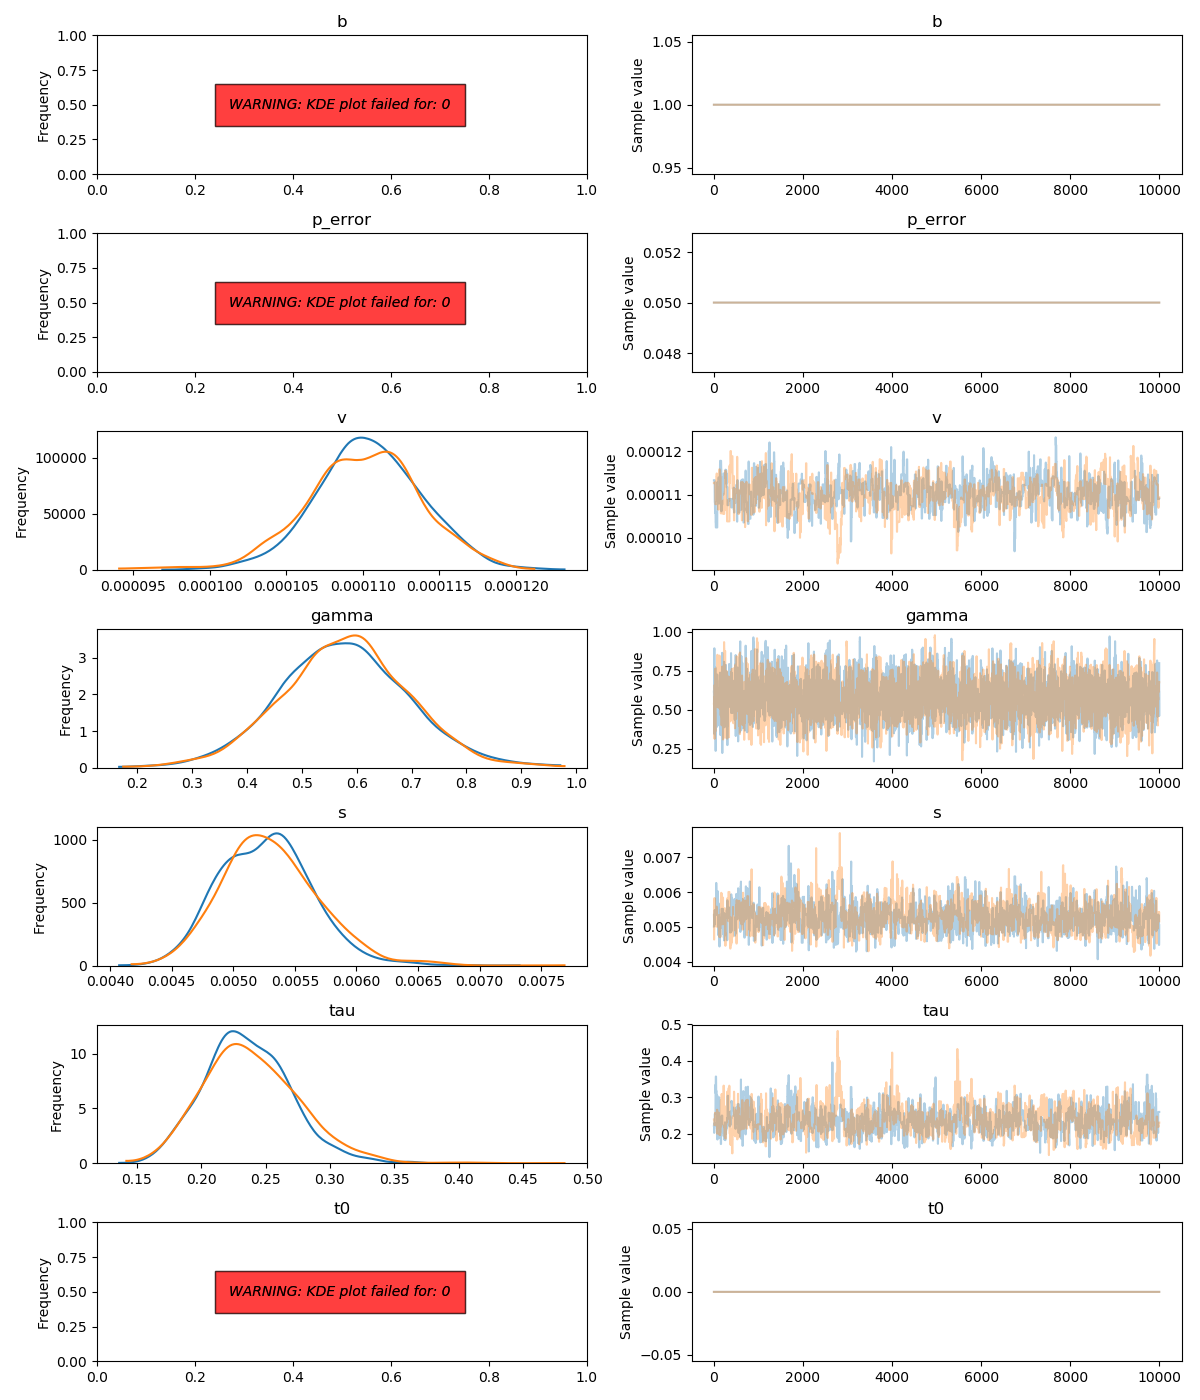 b
1.00
0.75
0.50
0.25
0.00
Frequency
WARNING: KDE plot failed for: 0
0.0 0.2 0.4 0.6 0.8 1.0
b
1.05
1.00
0.95
Sample value
0 2000 4000 6000 8000 10000
p_error
1.00
0.75
0.50
0.25
0.00
Frequency
WARNING: KDE plot failed for: 0
0.0 0.2 0.4 0.6 0.8 1.0
p_error
0.052
0.050
0.048
Sample value
0 2000 4000 6000 8000 10000
v
100000
50000
0
Frequency
0.000095 0.000100 0.000105 0.000110 0.000115 0.000120
v
0.00012
0.00011
0.00010
Sample value
0 2000 4000 6000 8000 10000
gamma
3
2
1
0
Frequency
0.2 0.3 0.4 0.5 0.6 0.7 0.8 0.9 1.0
gamma
1.00
0.75
0.50
0.25
Sample value
0 2000 4000 6000 8000 10000
s
1000
500
0
Frequency
0.0040 0.0045 0.0050 0.0055 0.0060 0.0065 0.0070 0.0075
s
0.007
0.006
0.005
0.004
Sample value
0 2000 4000 6000 8000 10000
tau
10
5
0
Frequency
0.15 0.20 0.25 0.30 0.35 0.40 0.45 0.50
tau
0.5
0.4
0.3
0.2
Sample value
0 2000 4000 6000 8000 10000
t0
1.00
0.75
0.50
0.25
0.00
Frequency
WARNING: KDE plot failed for: 0
0.0 0.2 0.4 0.6 0.8 1.0
t0
0.05
0.00
−0.05
Sample value
0 2000 4000 6000 8000 10000